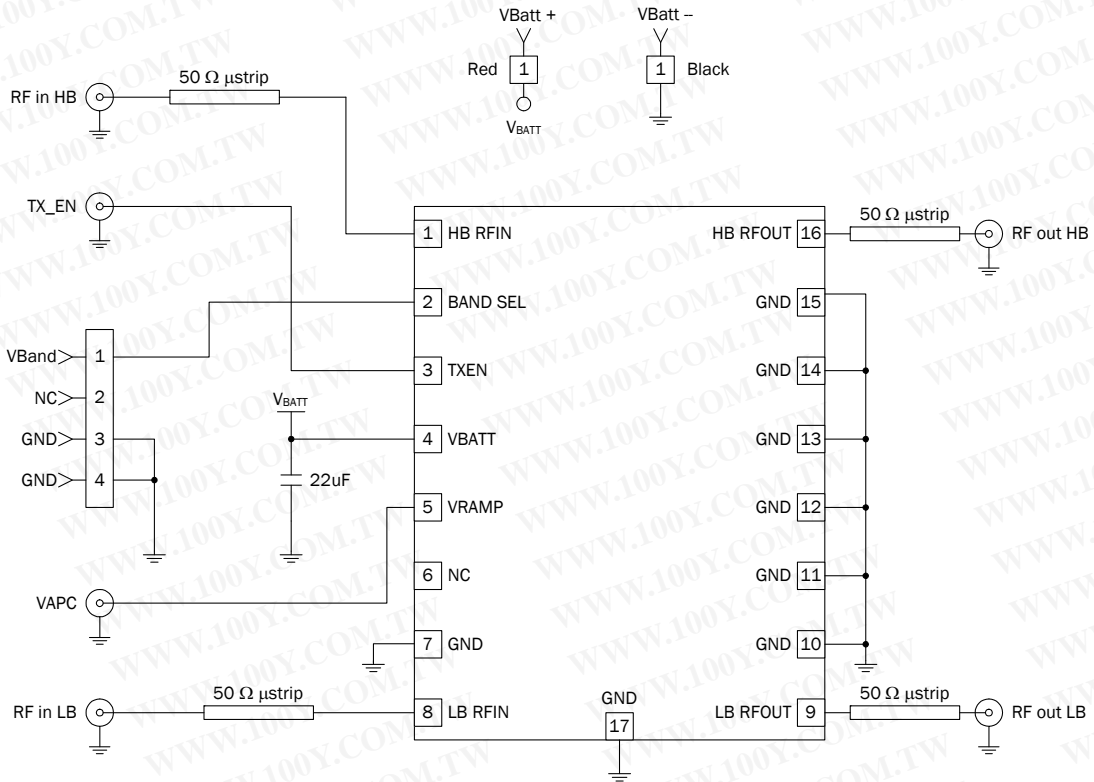 VBatt +
VBatt –
Red 1
1 Black
VBATT
50 Ω µstrip
RF in HB
TX_EN
1 HB RFIN
HB RFOUT 16
50 Ω µstrip
RF out HB
2 BAND SEL
GND 15
VBand 1
NC 2
GND 3
GND 4
3 TXEN
GND 14
VBATT
4 VBATT
GND 13
22uF
5 VRAMP
GND 12
6 NC
GND 11
VAPC
7 GND
GND 10
RF in LB
50 Ω µstrip
8 LB RFIN
GND
17
LB RFOUT 9
50 Ω µstrip
RF out LB
WWW.100Y.COM.TW